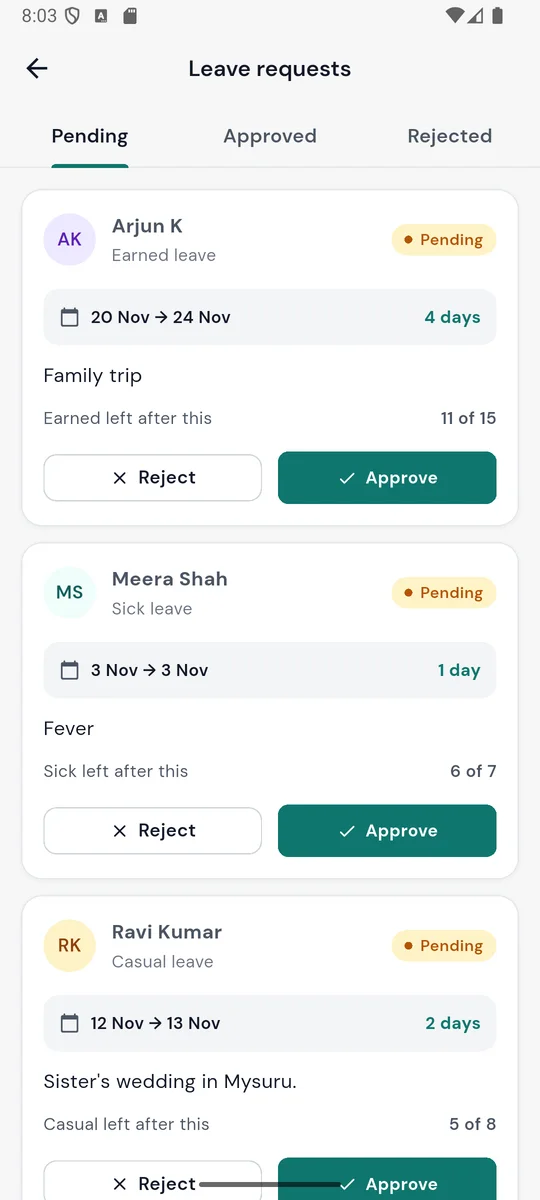 8:03
Leave requests
Pending Approved Rejected
AK Arjun K Pending
Earned leave
20 Nov → 24 Nov 4 days
Family trip
Earned left after this 11 of 15
Reject Approve
MS Meera Shah Pending
Sick leave
3 Nov → 3 Nov 1 day
Fever
Sick left after this 6 of 7
Reject Approve
RK Ravi Kumar Pending
Casual leave
12 Nov → 13 Nov 2 days
Sister's wedding in Mysuru.
Casual left after this 5 of 8
Reject Approve